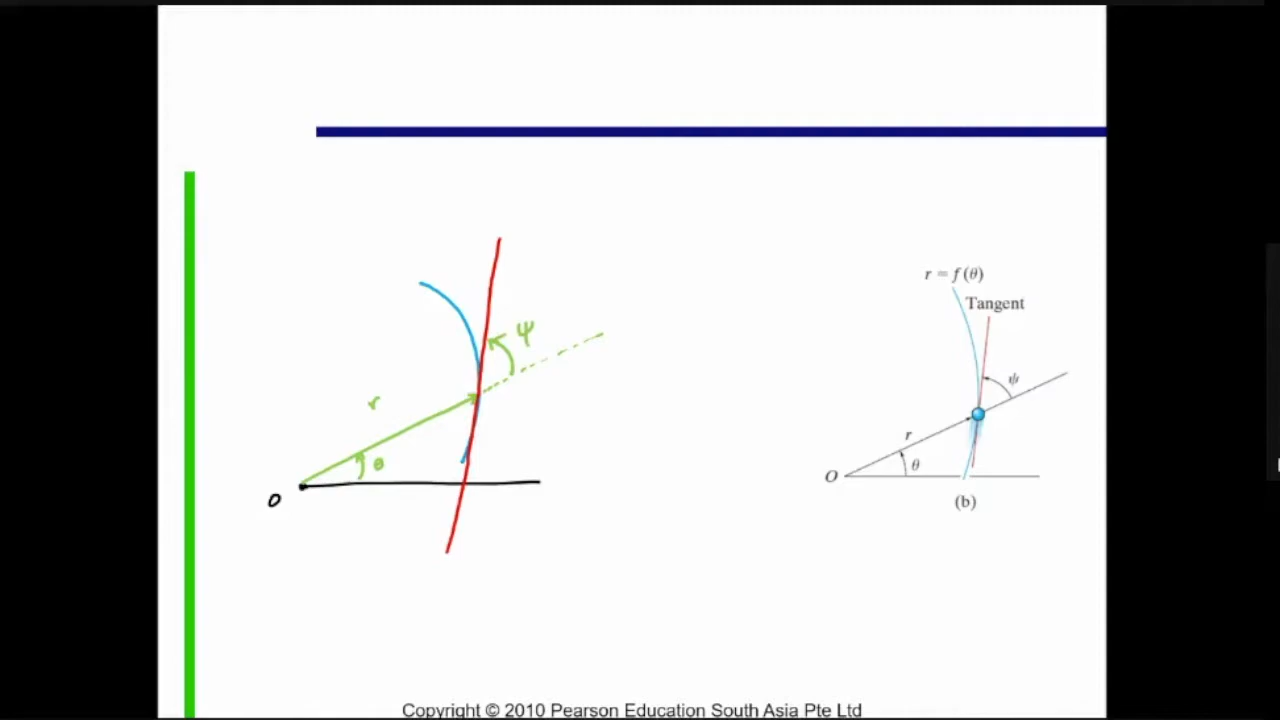 ψ
r
θ
O
r = f(θ)
Tangent
ψ
r
θ
O
(b)
Copyright © 2010 Pearson Education South Asia Pte Ltd